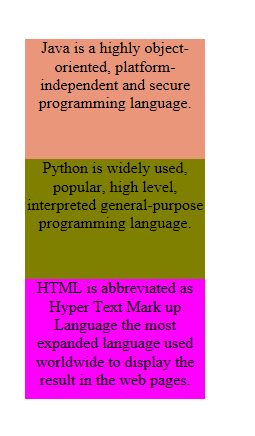 Java is a highly object-
oriented, platform-
independent and secure
programming language.
Python is widely used,
popular, high level,
interpreted general-purpose
programming language.
HTML is abbreviated as
Hyper Text Mark up
Language the most
expanded language used
worldwide to display the
result in the web pages.